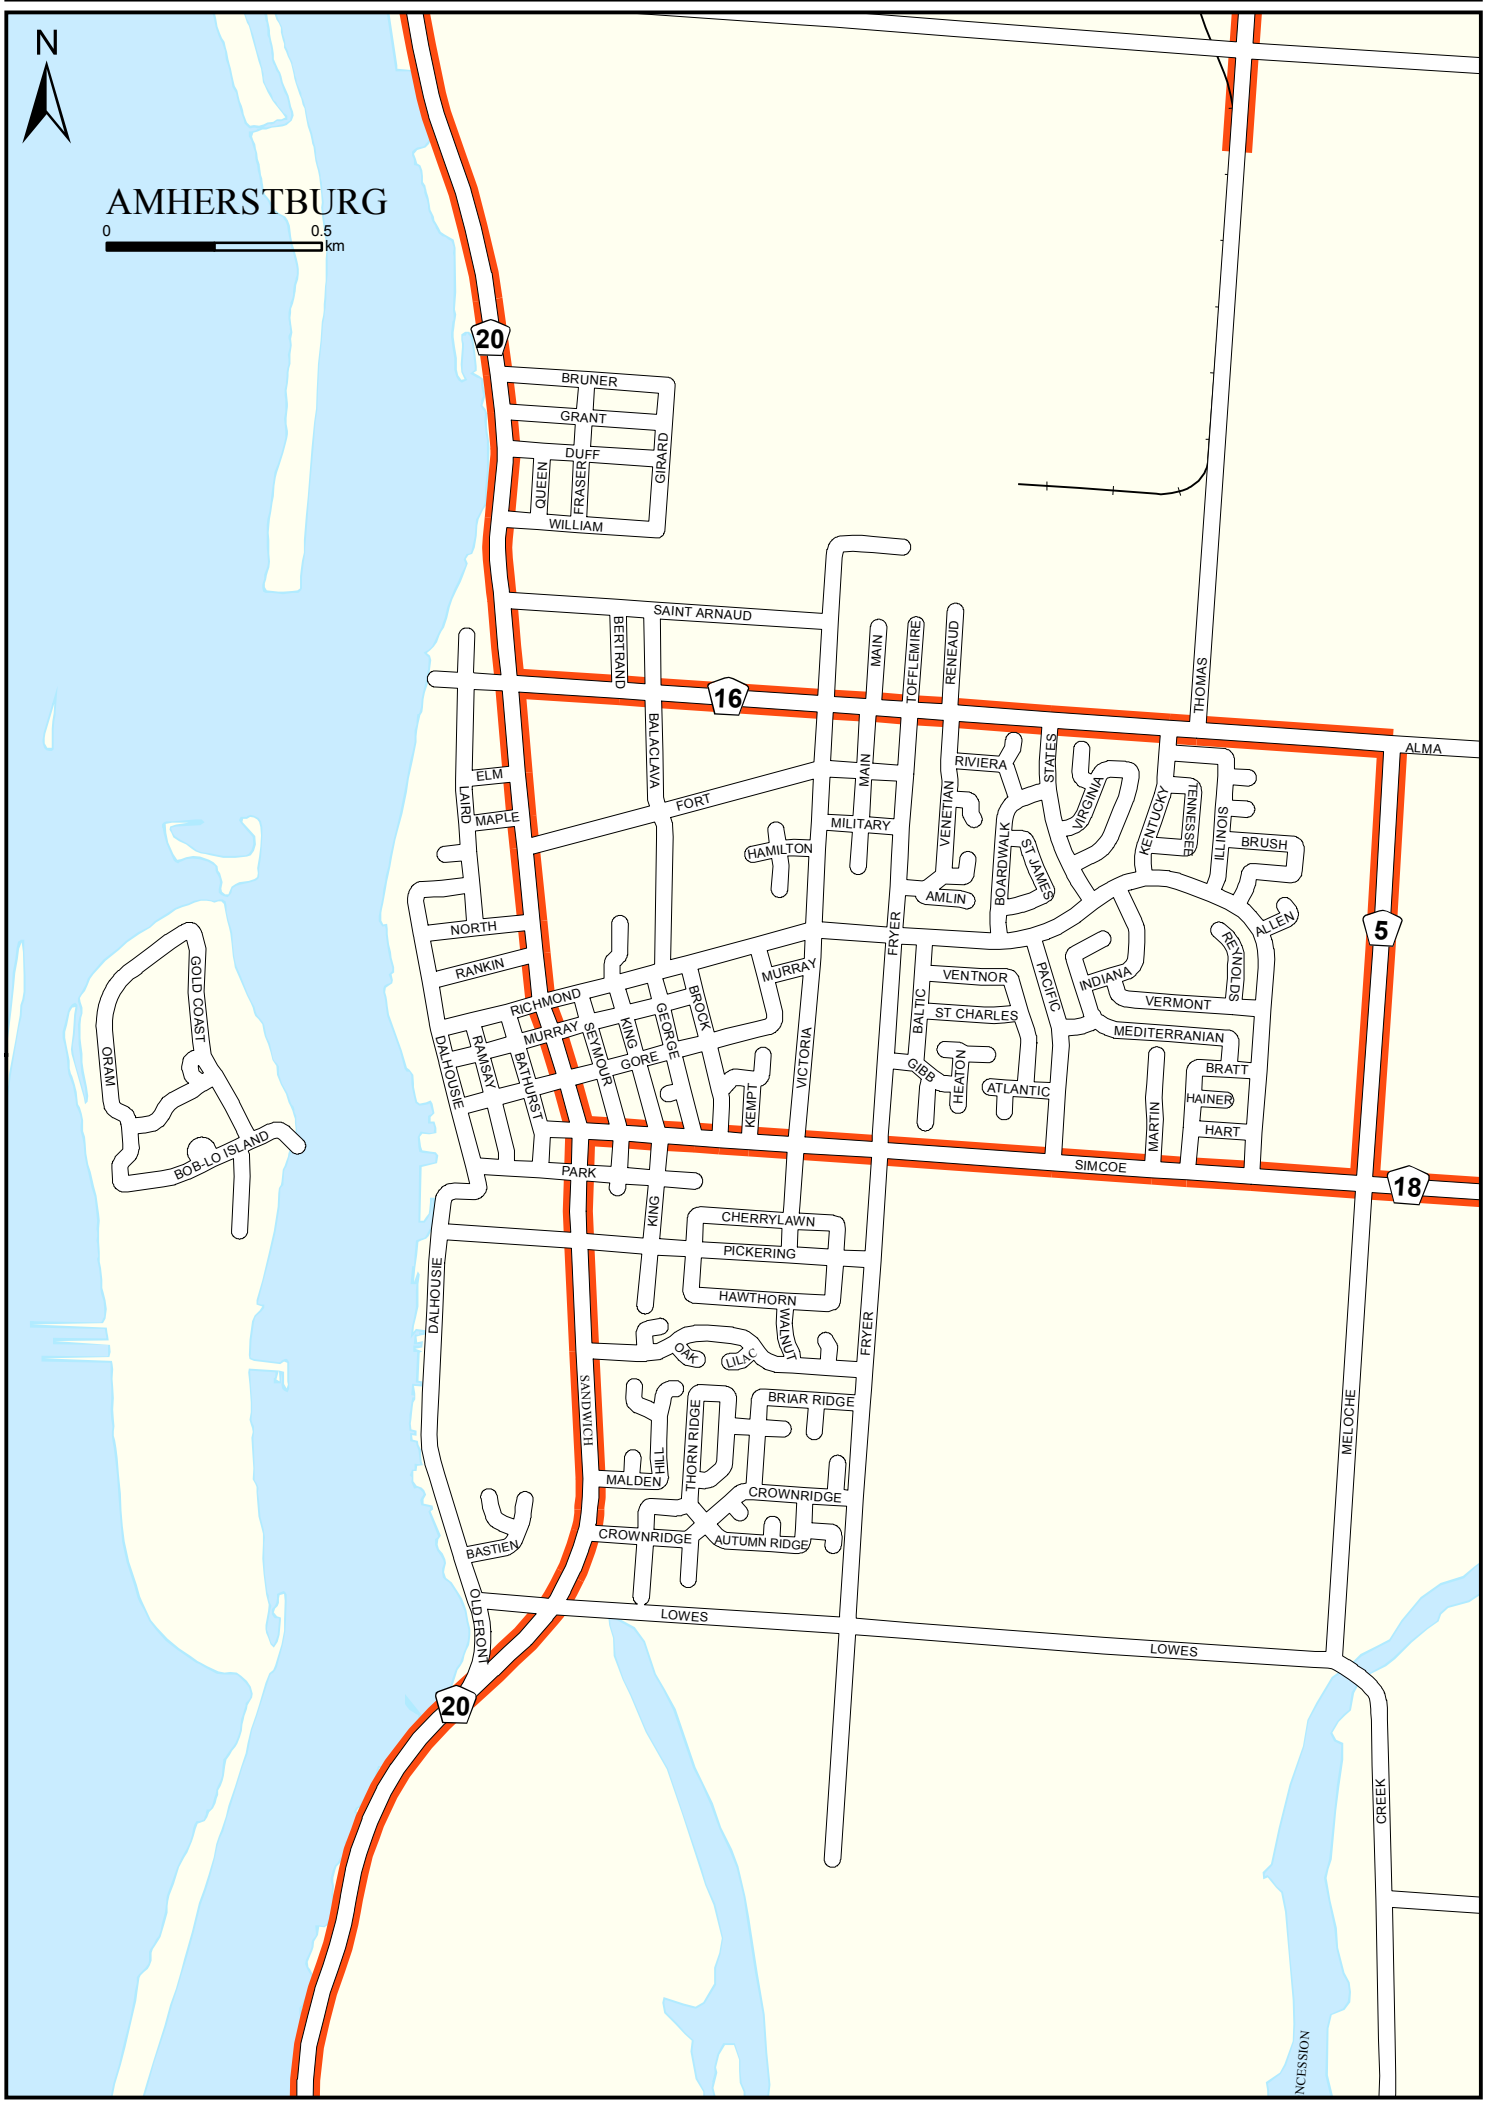 N
AMHERSTBURG
0 0.5
km
20
BRUNER
GRANT
DUFF
QUEEN
FRASER
GIRARD
WILLIAM
SAINT ARNAUD
BERTRAND
MAIN
TOFFLEMIRE
RENEAUD
THOMAS
16
ALMA
BALACLAVA
ELM
LAIRD
MAPLE
FORT
MAIN
MILITARY
HAMILTON
VENETIAN
RIVIERA
STATES
VIRGINIA
KENTUCKY
TENNESSEE
ILLINOIS
BRUSH
BOARDWALK
ST JAMES
AMLIN
FRYER
ALLEN
REYNOLDS
5
NORTH
RANKIN
RICHMOND
MURRAY
MURRAY
GOLD COAST
ORAM
BOB-LO ISLAND
DALHOUSIE
RAMSAY
BATHURST
SEYMOUR
KING
GEORGE
BROCK
GORE
KEMPT
VICTORIA
VENTNOR
BALTIC
ST CHARLES
PACIFIC
INDIANA
VERMONT
MEDITERRANIAN
GIBB
HEATON
ATLANTIC
MARTIN
BRATT
HAINER
HART
SIMCOE
18
PARK
KING
CHERRYLAWN
PICKERING
HAWTHORN
WALNUT
FRYER
DALHOUSIE
OAK
LILAC
SANDWICH
BRIAR RIDGE
THORN RIDGE
HILL
MALDEN
CROWNRIDGE
CROWNRIDGE
AUTUMN RIDGE
BASTIEN
OLD FRONT
LOWES
LOWES
MELOCHE
20
CREEK
NCESSION